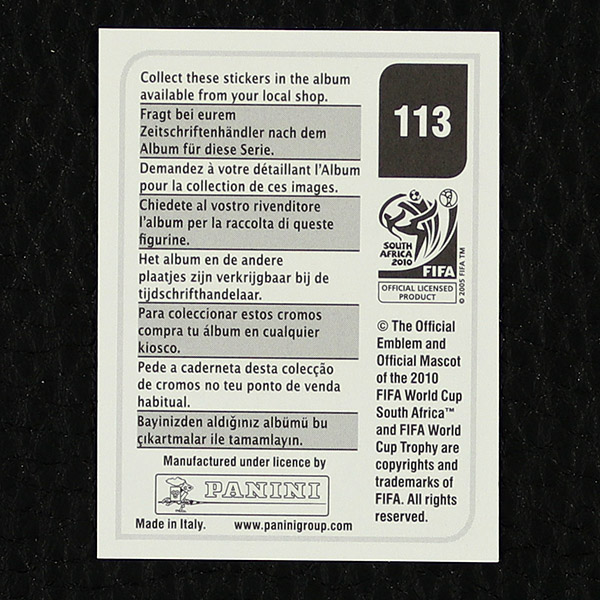 Collect these stickers in the album
available from your local shop.
Fragt bei eurem
Zeitschriftenhändler nach dem
Album für diese Serie.
Demandez à votre détaillant l'Album
pour la collection de ces images.
Chiedete al vostro rivenditore
l'album per la raccolta di queste
figurine.
Het album en de andere
plaatjes zijn verkrijgbaar bij de
tijdschrifthandelaar.
Para coleccionar estos cromos
compra tu álbum en cualquier
kiosco.
Pede a caderneta desta colecção
de cromos no teu ponto de venda
habitual.
Bayinizden aldığınız albümü bu
çıkartmalar ile tamamlayın.
Manufactured under licence by
PANINI
Made in Italy. www.paninigroup.com
113
SOUTH
AFRICA
2010
FIFA
© 2005 FIFA TM
OFFICIAL LICENSED
PRODUCT
© The Official
Emblem and
Official Mascot
of the 2010
FIFA World Cup
South Africa™
and FIFA World
Cup Trophy are
copyrights and
trademarks of
FIFA. All rights
reserved.